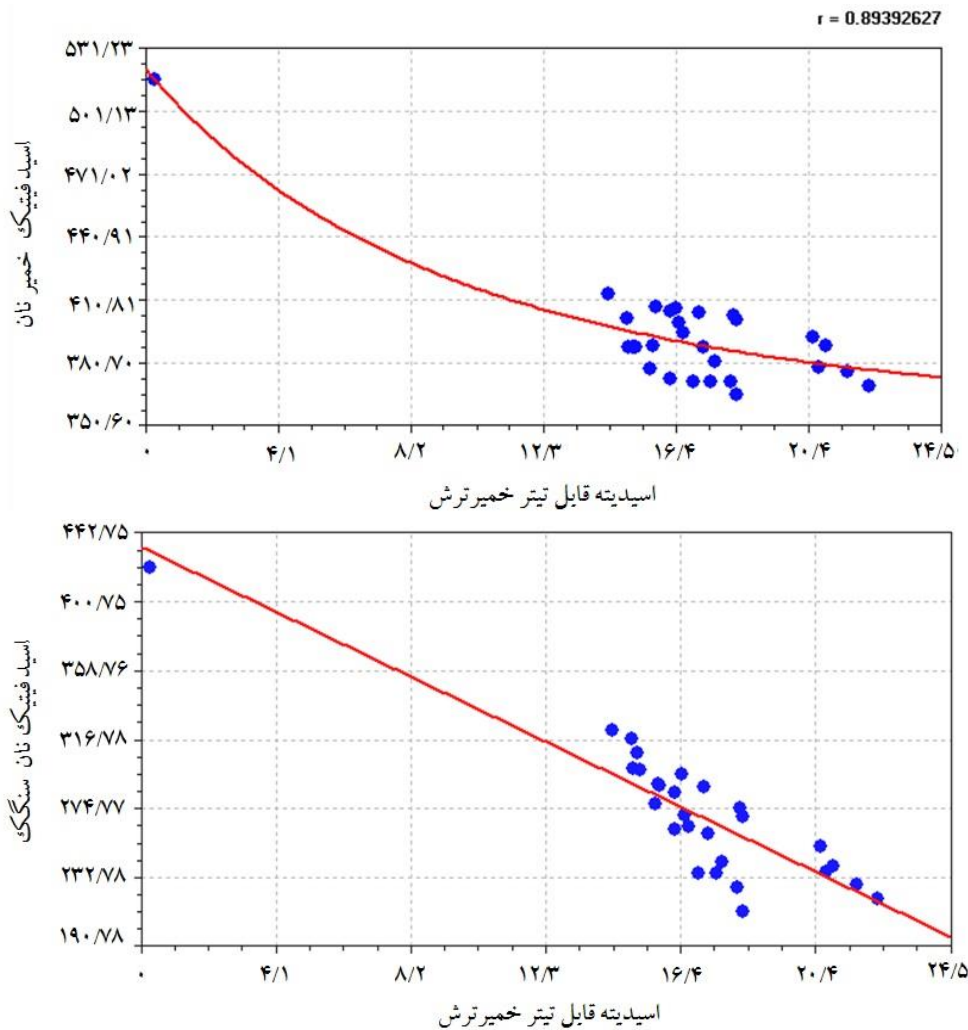 r = 0.89392627
۵۳۱/۲۳
۵۰۱/۱۳
۴۷۱/۰۲
۴۴۰/۹۱
۴۱۰/۸۱
۳۸۰/۷۰
۳۵۰/۶۰
اسید فیتیک خمیر نان
۰ ۴/۱ ۸/۲ ۱۲/۳ ۱۶/۴ ۲۰/۴ ۲۴/۵
اسیدیته قابل تیتر خمیرترش
۴۴۲/۷۵
۴۰۰/۷۵
۳۵۸/۷۶
۳۱۶/۷۸
۲۷۴/۷۷
۲۳۲/۷۸
۱۹۰/۷۸
اسید فیتیک نان سنگک
۰ ۴/۱ ۸/۲ ۱۲/۳ ۱۶/۴ ۲۰/۴ ۲۴/۵
اسیدیته قابل تیتر خمیرترش